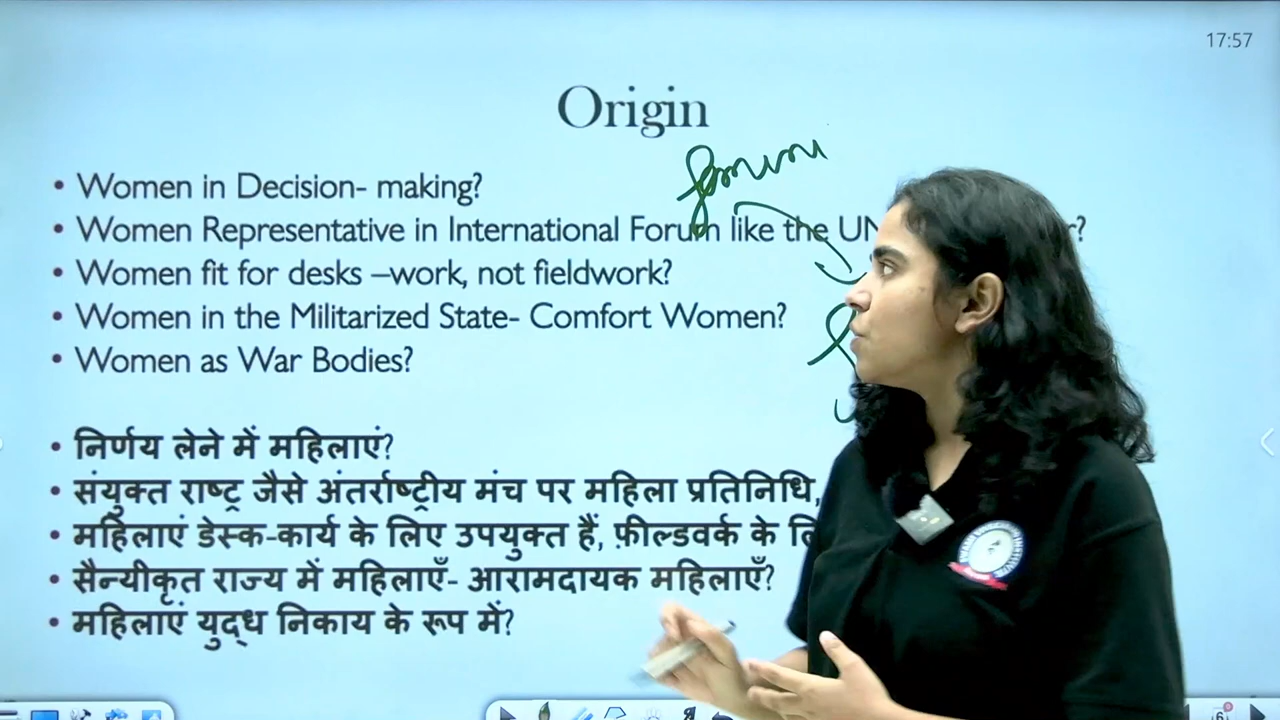 17:57
Origin
• Women in Decision- making?
• Women Representative in International Forum like the UN
• Women fit for desks –work, not fieldwork?
• Women in the Militarized State- Comfort Women?
• Women as War Bodies?
• निर्णय लेने में महिलाएं?
• संयुक्त राष्ट्र जैसे अंतर्राष्ट्रीय मंच पर महिला प्रतिनिधि,
• महिलाएं डेस्क-कार्य के लिए उपयुक्त हैं, फ़ील्डवर्क के
• सैन्यीकृत राज्य में महिलाएँ- आरामदायक महिलाएँ?
• महिलाएं युद्ध निकाय के रूप में?